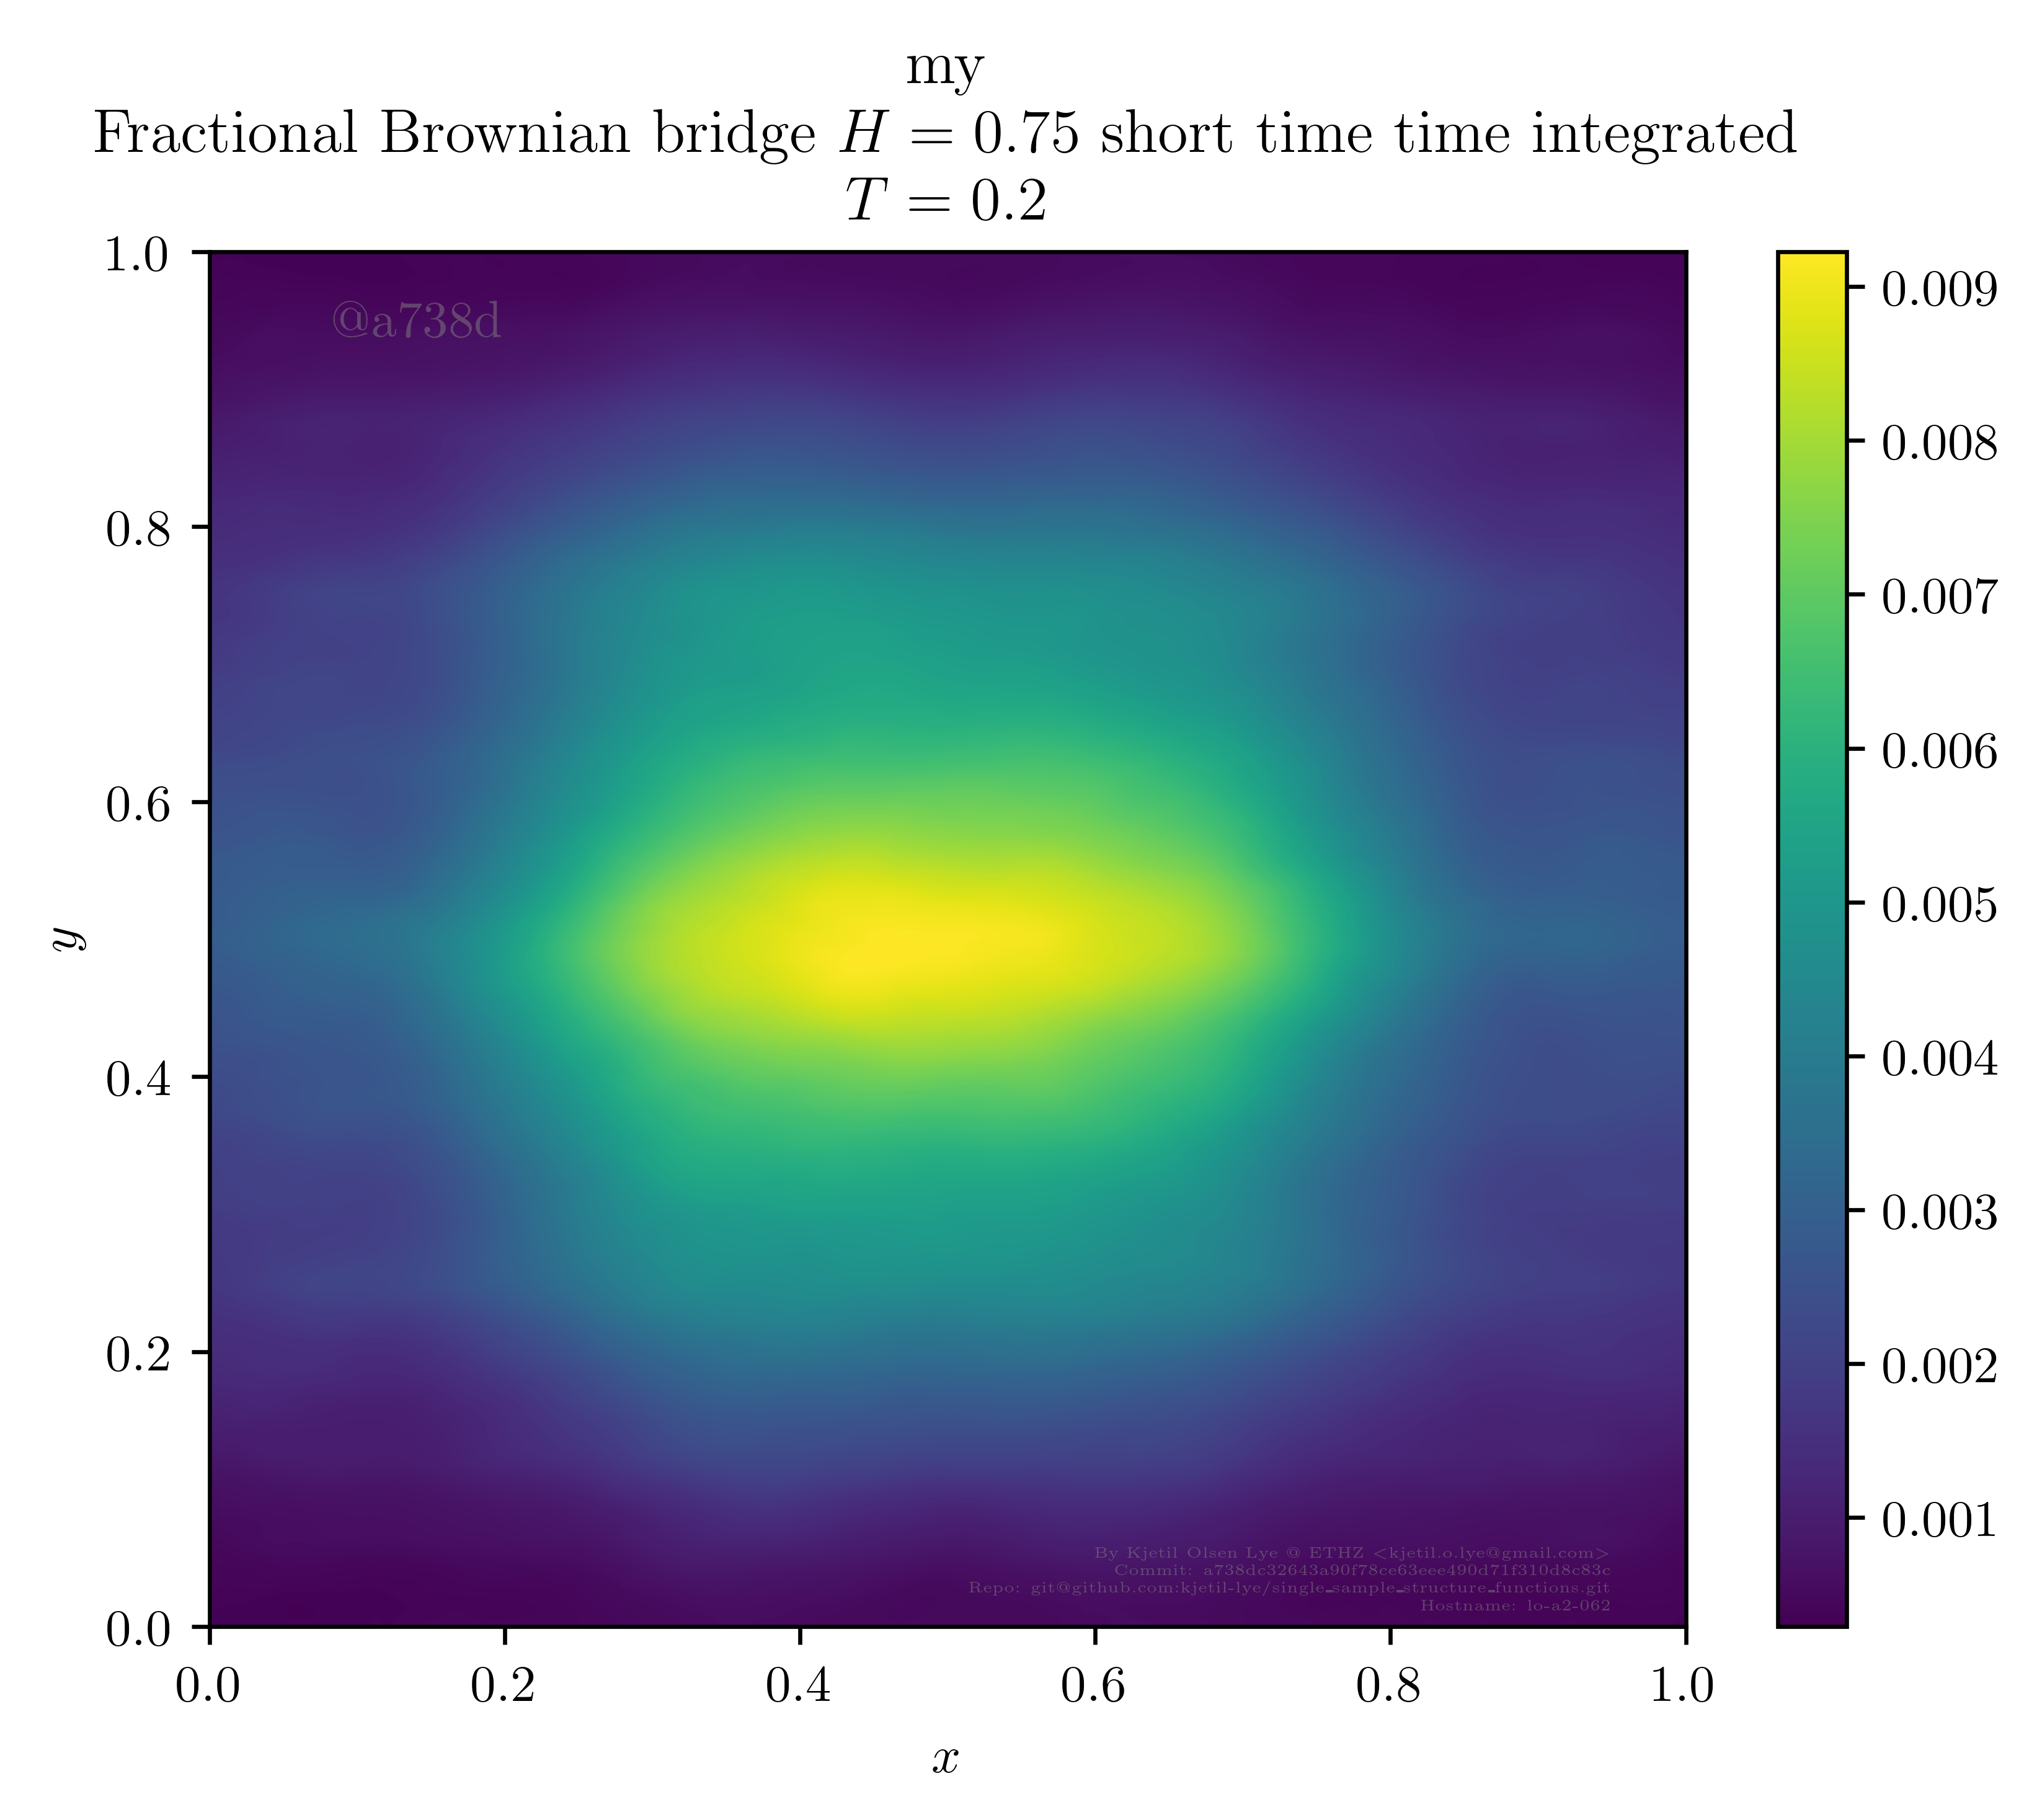 my
Fractional Brownian bridge H = 0.75 short time time integrated
T = 0.2
1.0
0.8
0.6
0.4
0.2
0.0
y
@a738d
By Kjetil Olsen Lye @ ETHZ <kjetil.o.lye@gmail.com>
Commit: a738dc32643a90f78ce63eee490d71f310d8c83c
Repo: git@github.com:kjetil-lye/single_sample_structure_functions.git
Hostname: lo-a2-062
0.0 0.2 0.4 0.6 0.8 1.0
x
0.009
0.008
0.007
0.006
0.005
0.004
0.003
0.002
0.001